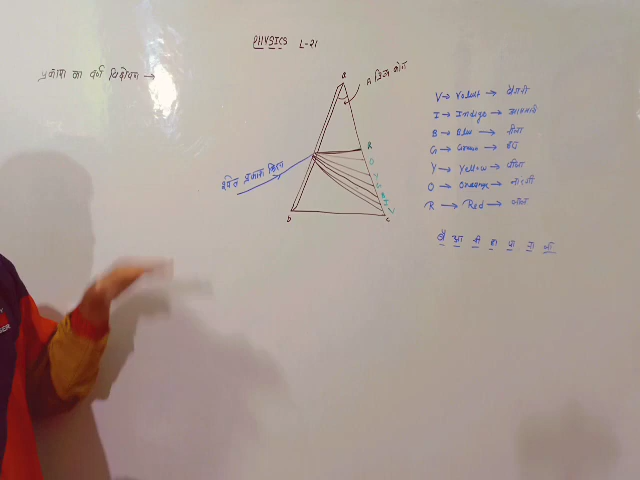 PHYSICS L-21
प्रकाश का वर्ण विक्षेपण →
a
A प्रिज्म कोण
श्वेत प्रकाश किरण
R
O
b
c
V → Violet → बैगनी
I → Indigo → आसमानी
B → Blue → नीला
G → Green → हरा
Y → Yellow → पीला
O → Orange → नारंगी
R → Red → लाल
बै आ नी ह पी ना ला